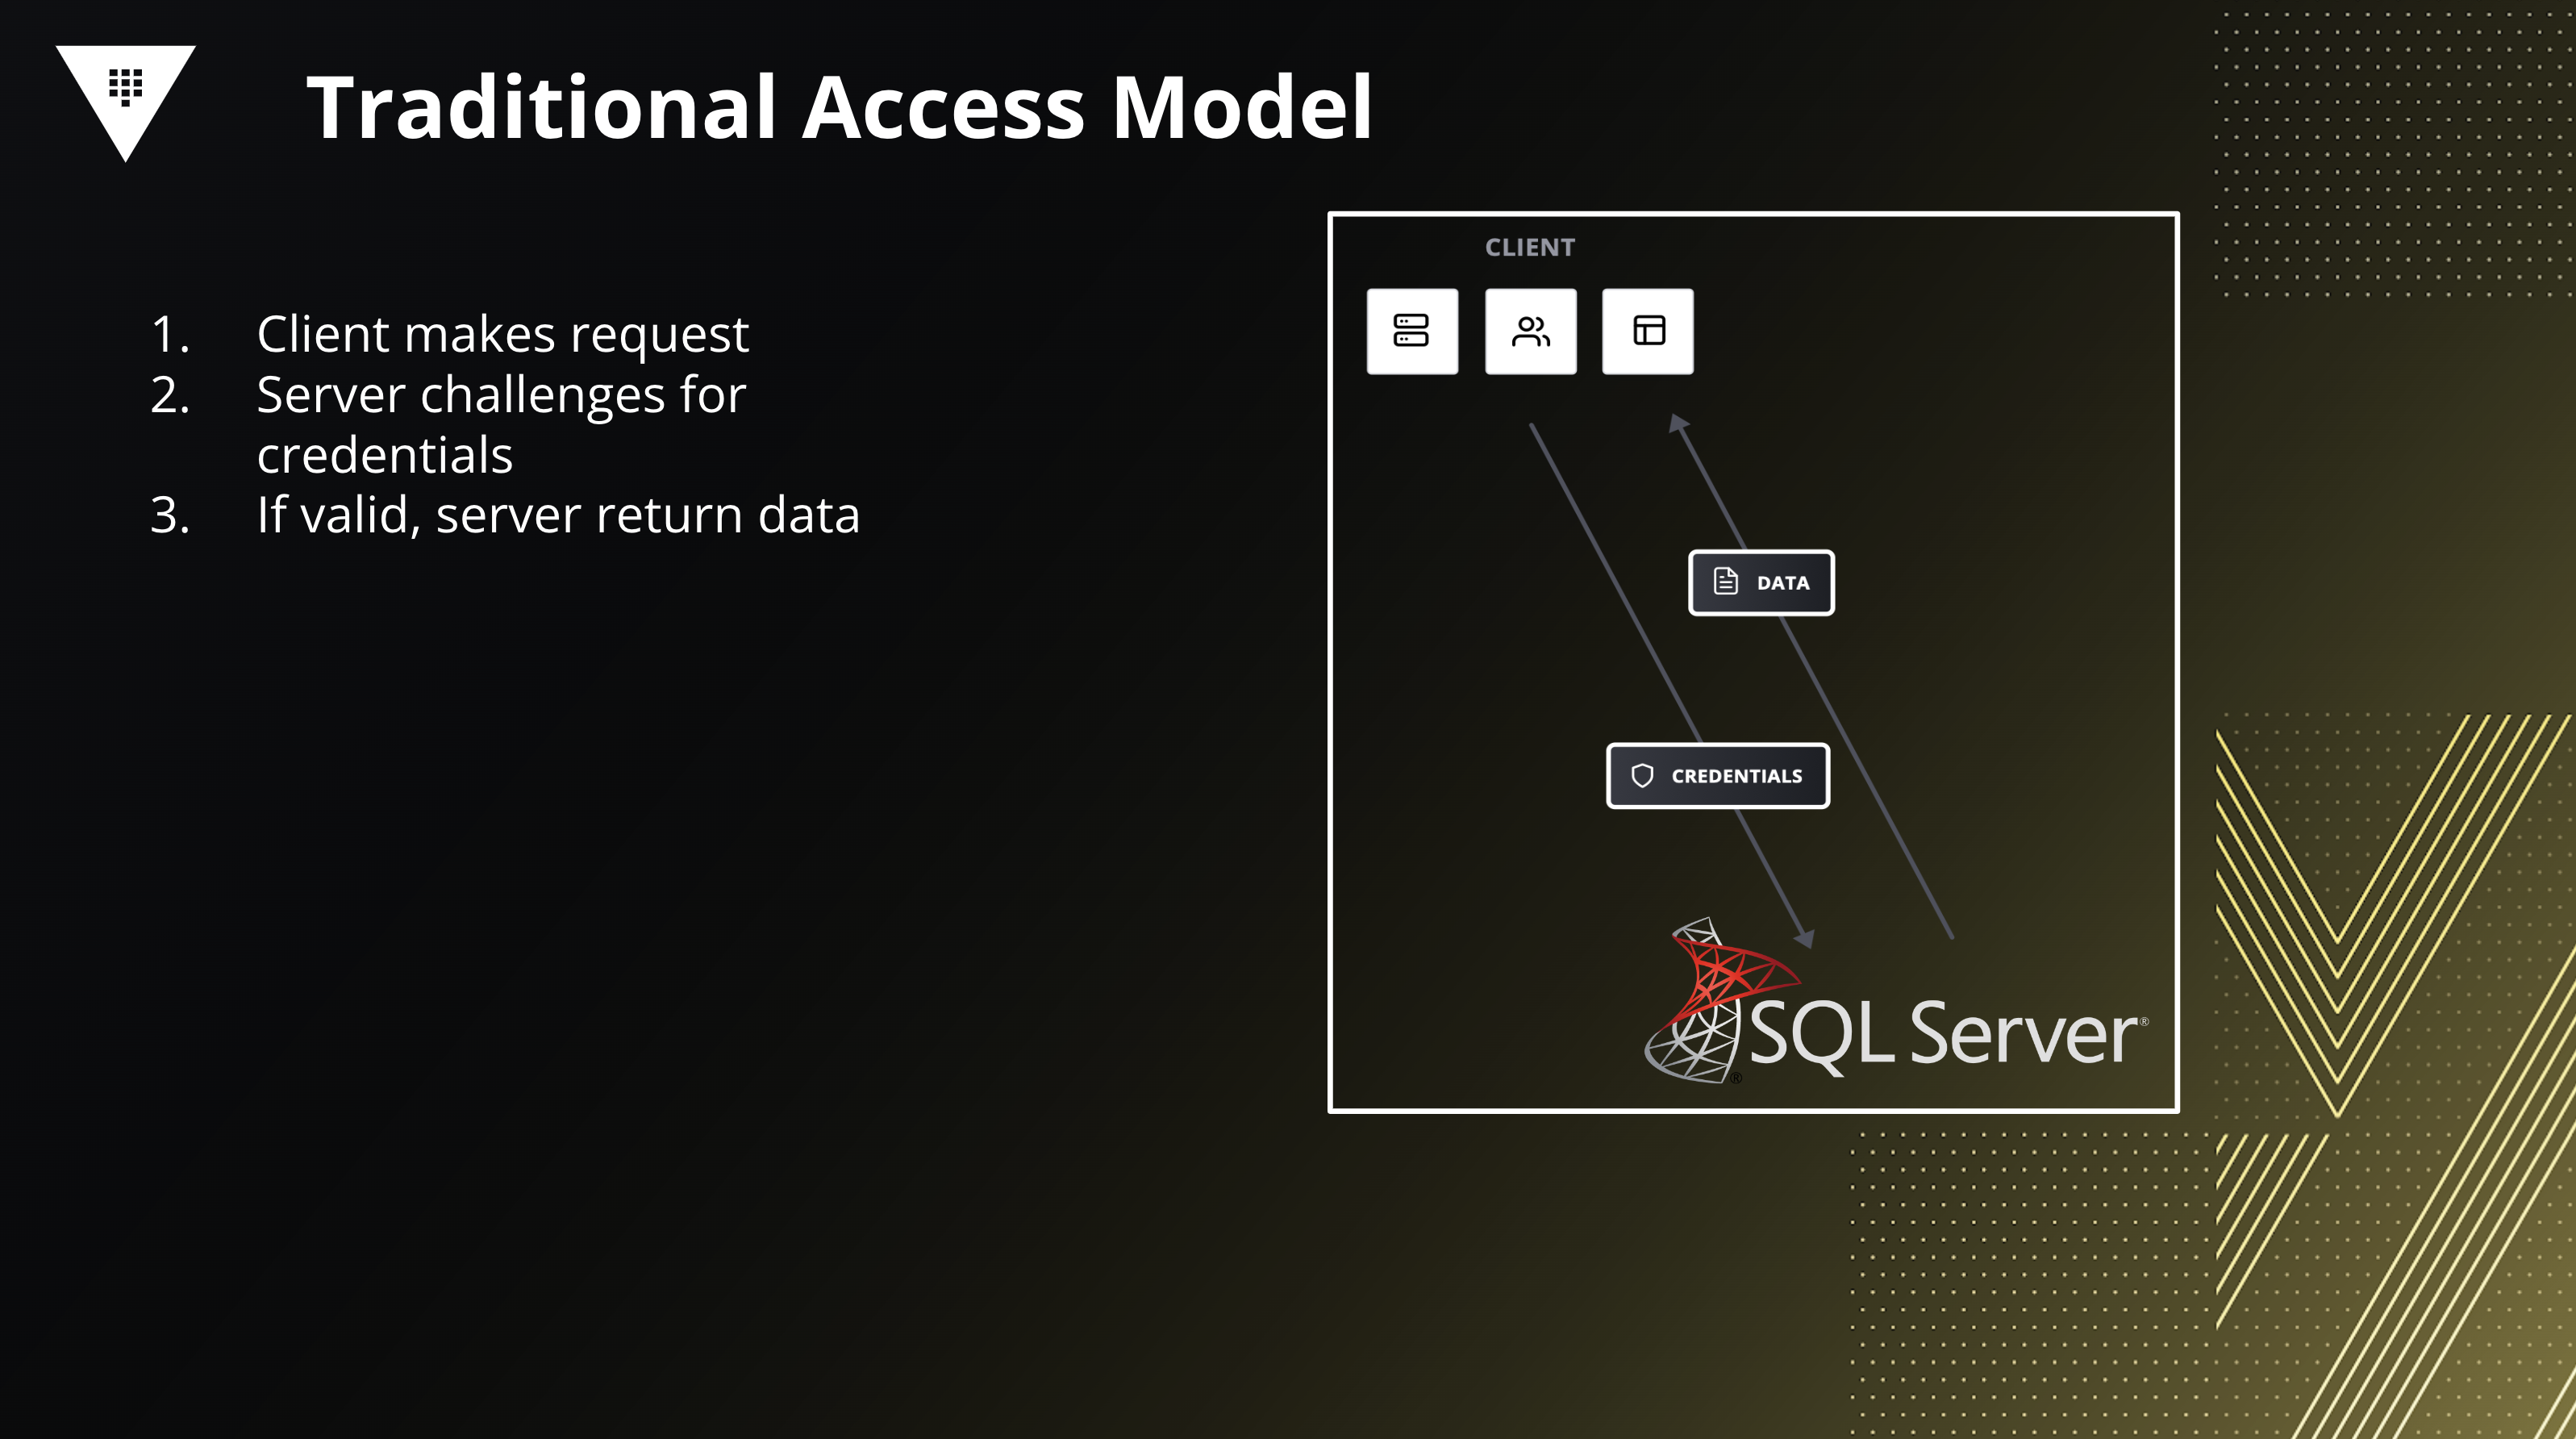 Traditional Access Model
1. Client makes request
2. Server challenges for
credentials
3. If valid, server return data
CLIENT
DATA
CREDENTIALS
SQL Server®
®